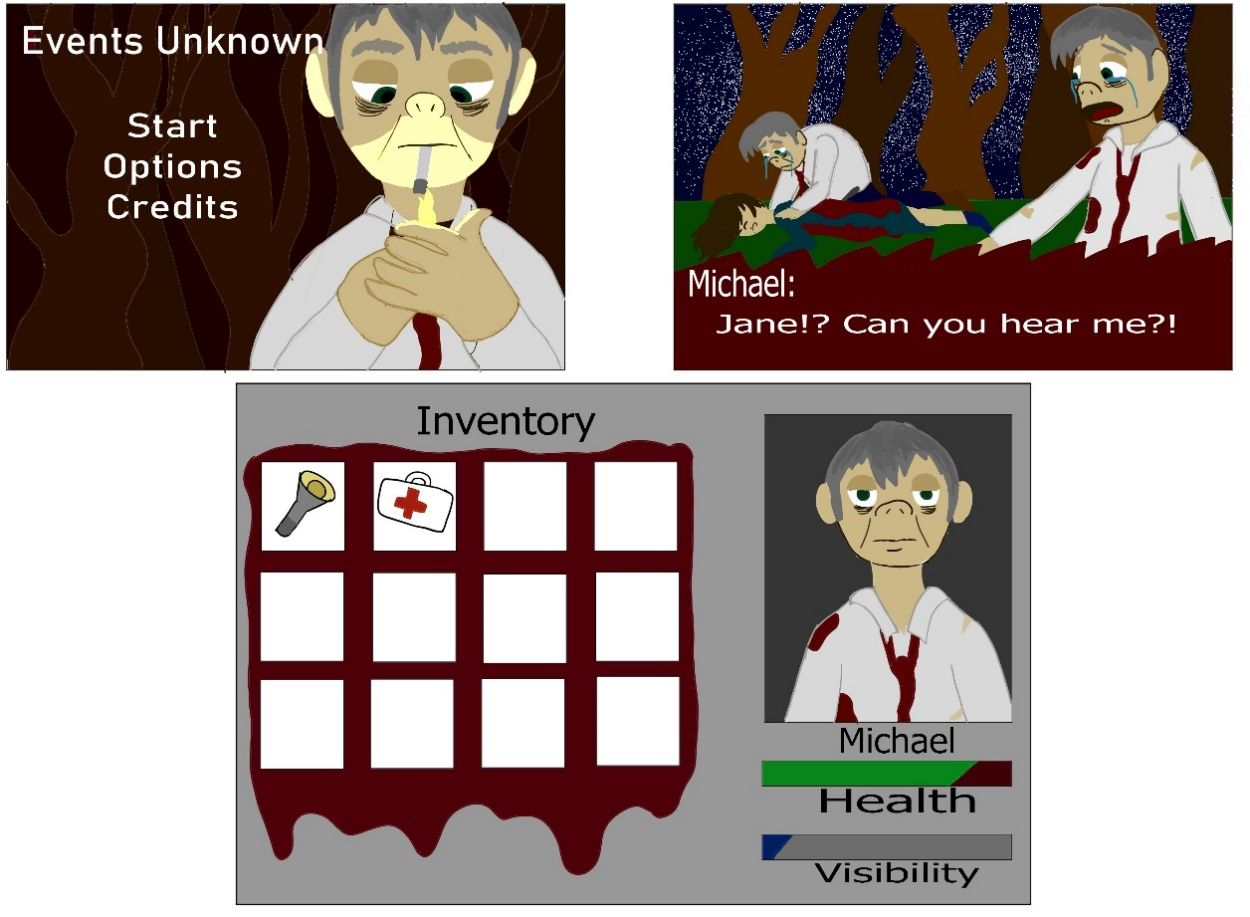 Events Unknown
Start
Options
Credits
Michael:
Jane!? Can you hear me?!
Inventory
Michael
Health
Visibility